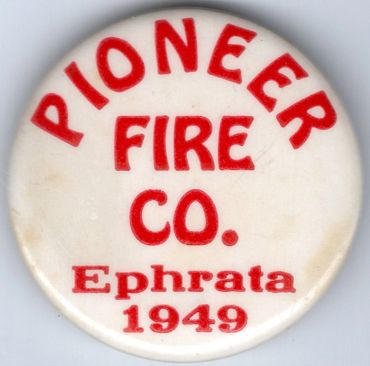 PIONEER
FIRE
CO.
Ephrata
1949